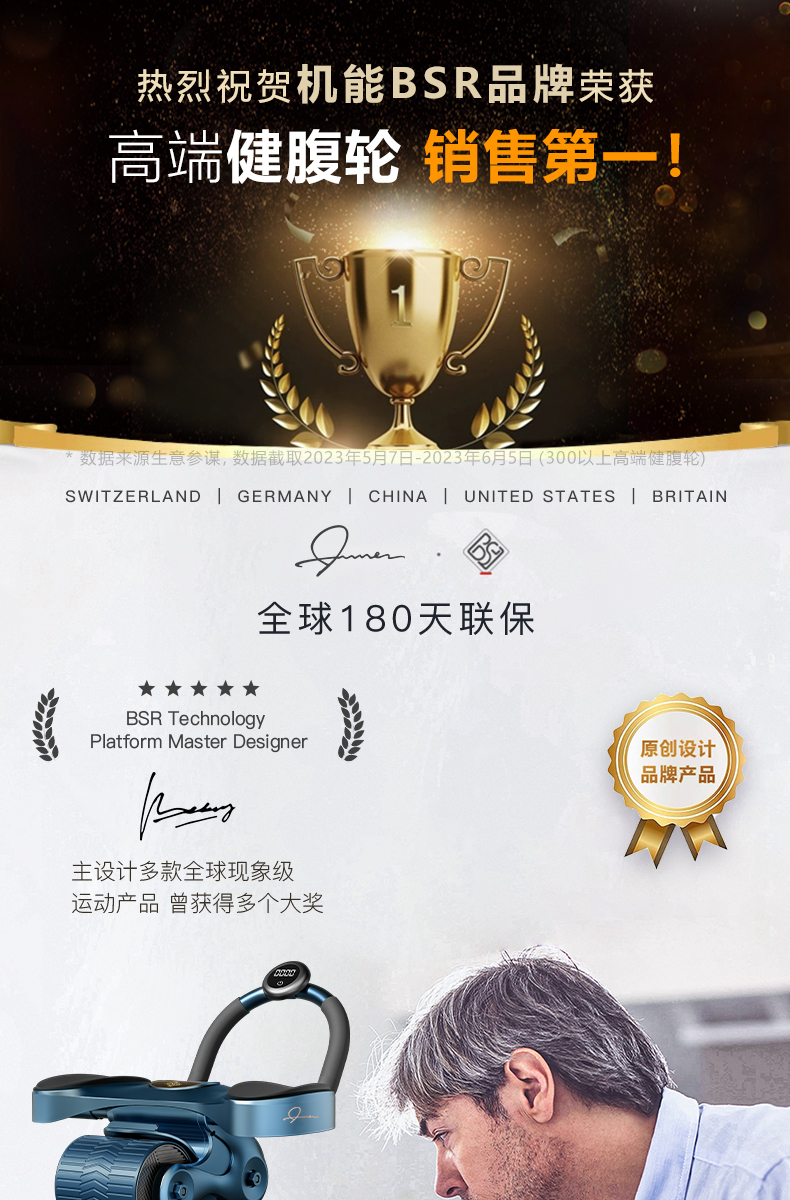 热烈祝贺机能BSR品牌荣获
高端健腹轮 销售第一!
1
* 数据来源生意参谋, 数据截取2023年5月7日-2023年6月5日 (300以上高端健腹轮)
SWITZERLAND | GERMANY | CHINA | UNITED STATES | BRITAIN
全球180天联保
BSR Technology
Platform Master Designer
原创设计
品牌产品
主设计多款全球现象级
运动产品 曾获得多个大奖
0000